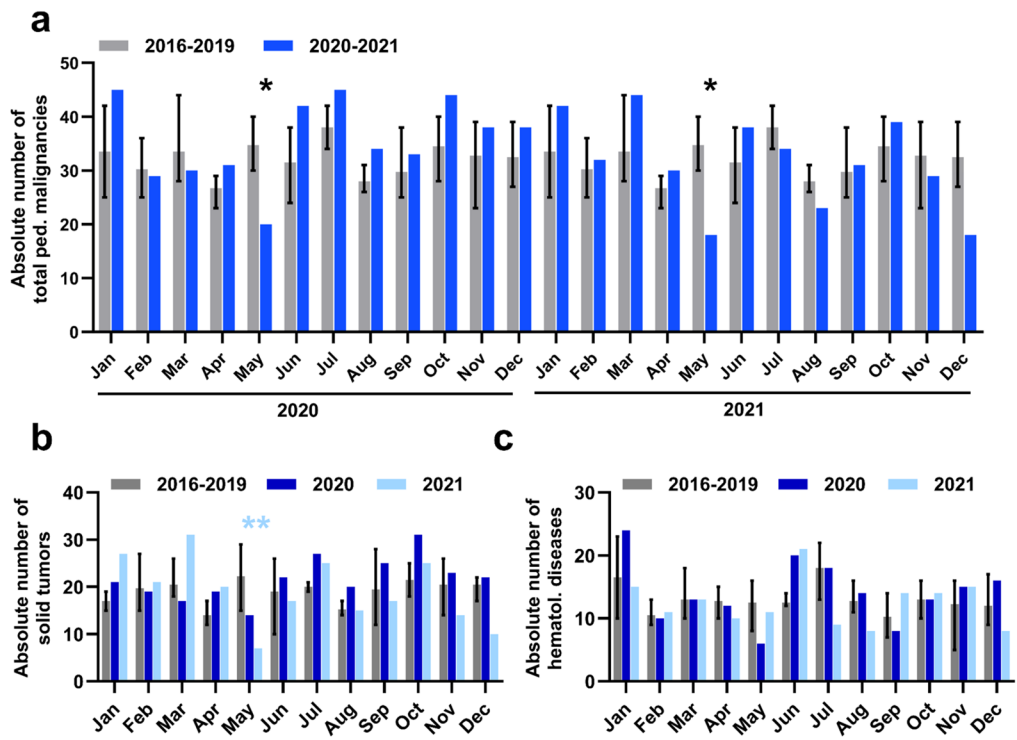 a
2016-2019 2020-2021
Absolute number of
total ped. malignancies
50
40
30
20
10
0
* *
Jan Feb Mar Apr May Jun Jul Aug Sep Oct Nov Dec Jan Feb Mar Apr May Jun Jul Aug Sep Oct Nov Dec
2020 2021
b
2016-2019 2020 2021
Absolute number of
solid tumors
40
30
20
10
0
**
Jan Feb Mar Apr May Jun Jul Aug Sep Oct Nov Dec
c
2016-2019 2020 2021
Absolute number of
hematol. diseases
30
20
10
0
Jan Feb Mar Apr May Jun Jul Aug Sep Oct Nov Dec